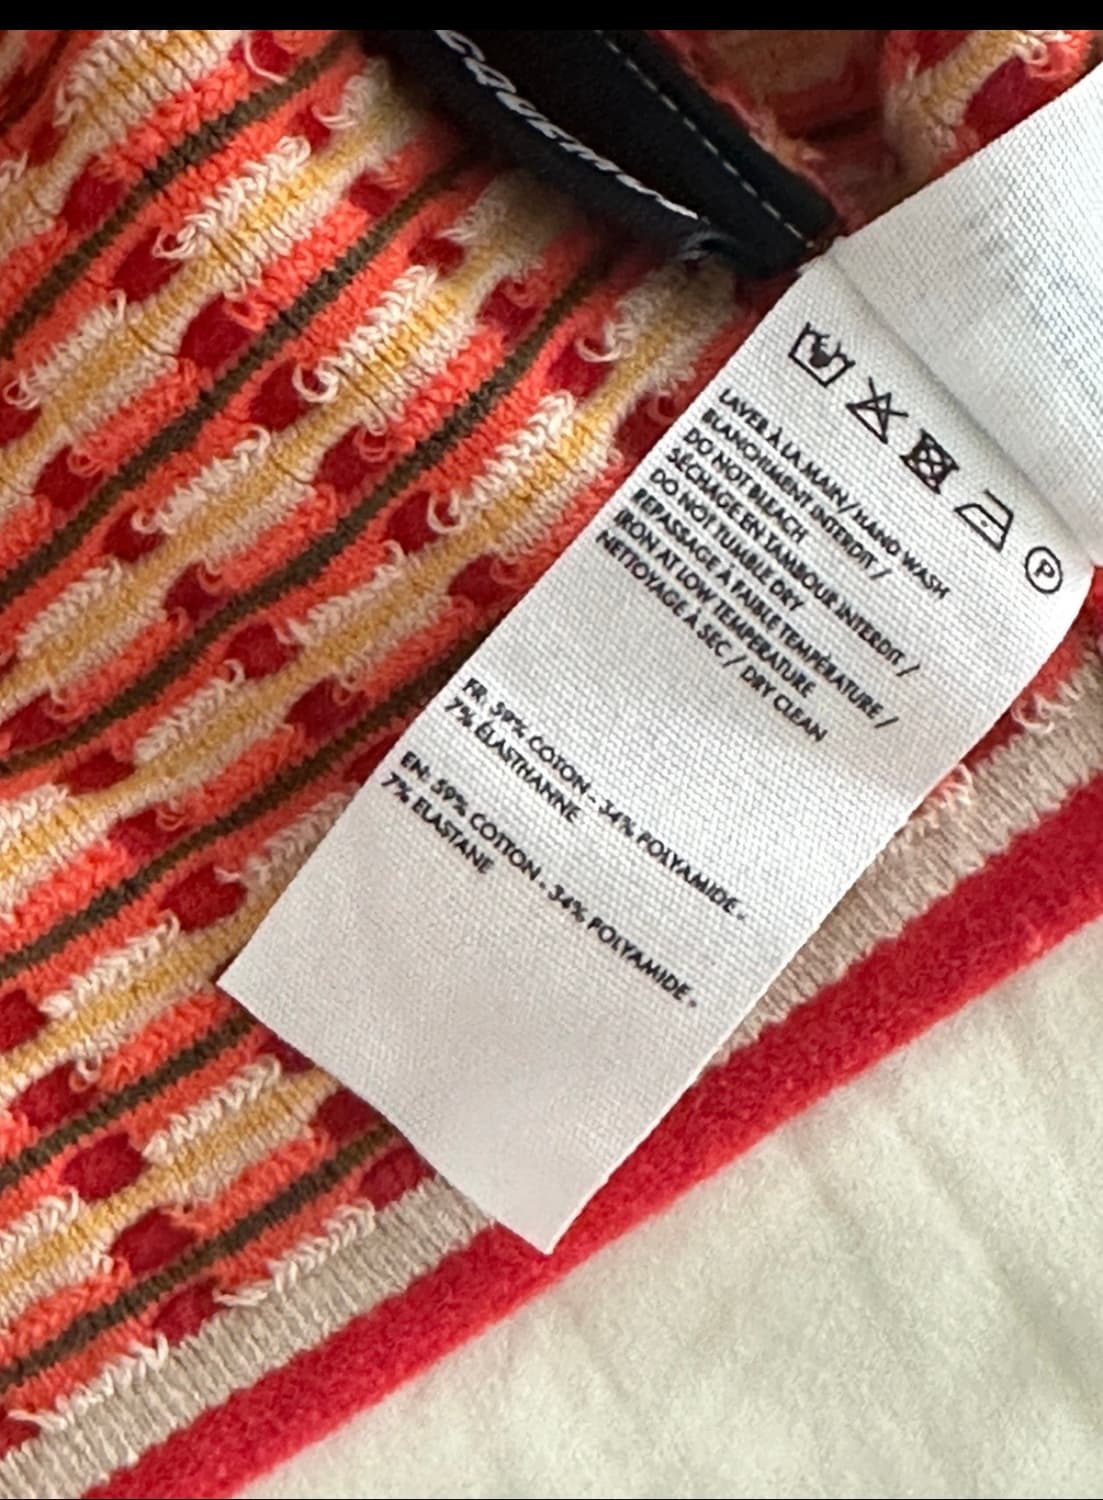 P
LAVER À LA MAIN / HAND WASH
BLANCHIMENT INTERDIT /
DO NOT BLEACH
SÉCHAGE EN TAMBOUR INTERDIT /
DO NOT TUMBLE DRY
REPASSAGE À FAIBLE TEMPÉRATURE /
IRON AT LOW TEMPERATURE
NETTOYAGE À SEC / DRY CLEAN
FR: 59% COTON - 34% POLYAMIDE -
7% ÉLASTHANNE
EN: 59% COTTON - 34% POLYAMIDE -
7% ELASTANE